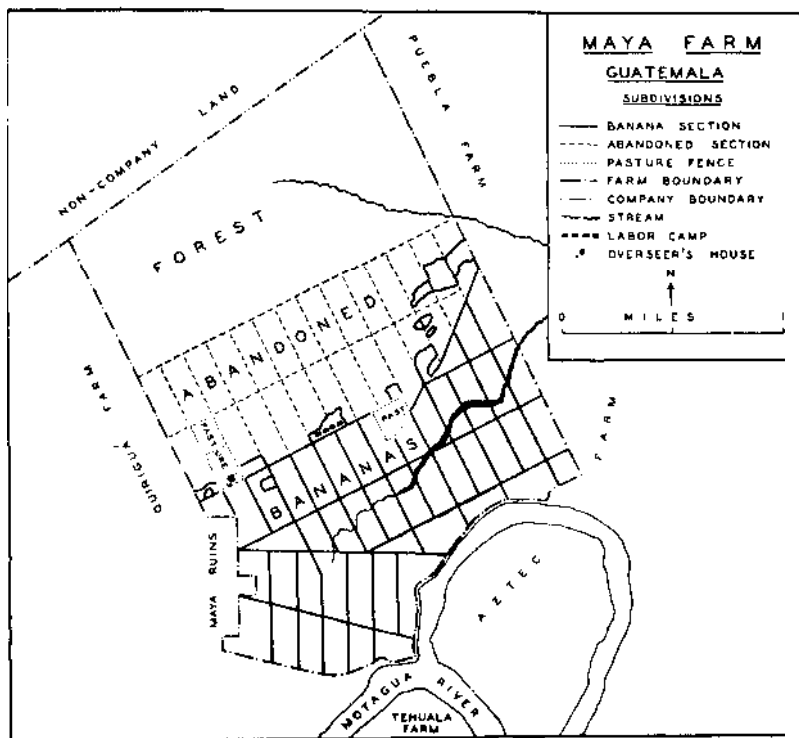 MAYA FARM
GUATEMALA
SUBDIVISIONS
BANANA SECTION
ABANDONED SECTION
PASTURE FENCE
FARM BOUNDARY
COMPANY BOUNDARY
STREAM
LABOR CAMP
OVERSEER'S HOUSE
N
0 MILES 1
PUEBLA FARM
NON-COMPANY LAND
FOREST
ABANDONED
QUIRIGUA FARM
PASTURE
PAST.
BANANAS
FARM
MAYA RUINS
AZTEC
MOTAGUA RIVER
TEHUALA
FARM